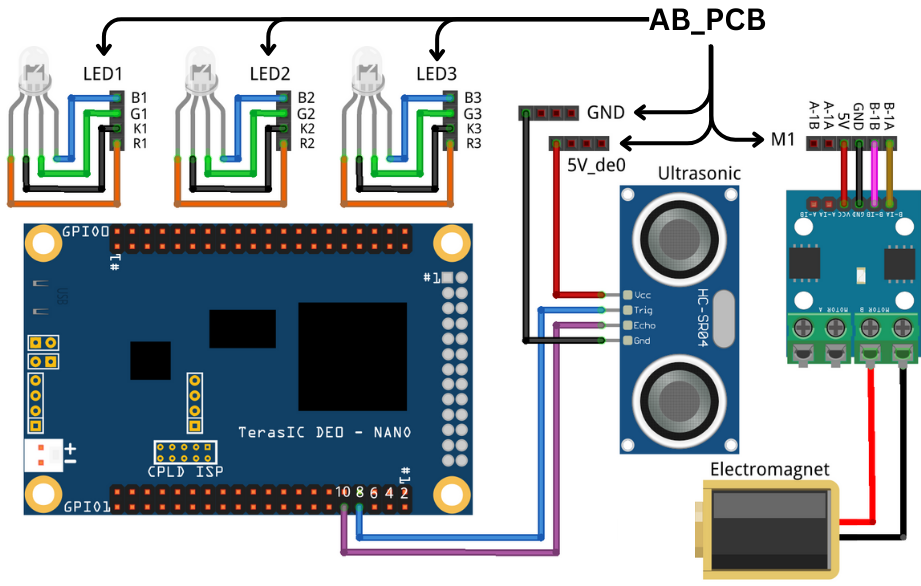 AB_PCB
LED1
B1
G1
K1
R1
LED2
B2
G2
K2
R2
LED3
B3
G3
K3
R3
GND
5V_de0
M1
A-1B
A-1A
5V
GND
B-1B
B-1A
Ultrasonic
Vcc
Trig
Echo
Gnd
HC-SR04
A-1B
A-1A
VCC
GND
B-1B
B-1A
MOTOR A
MOTOR B
GPIO0
#1
#1
USB
TerasIC DE0 - NANO
CPLD ISP
+
-
#1
10 8 6 4 2
GPIO1
Electromagnet